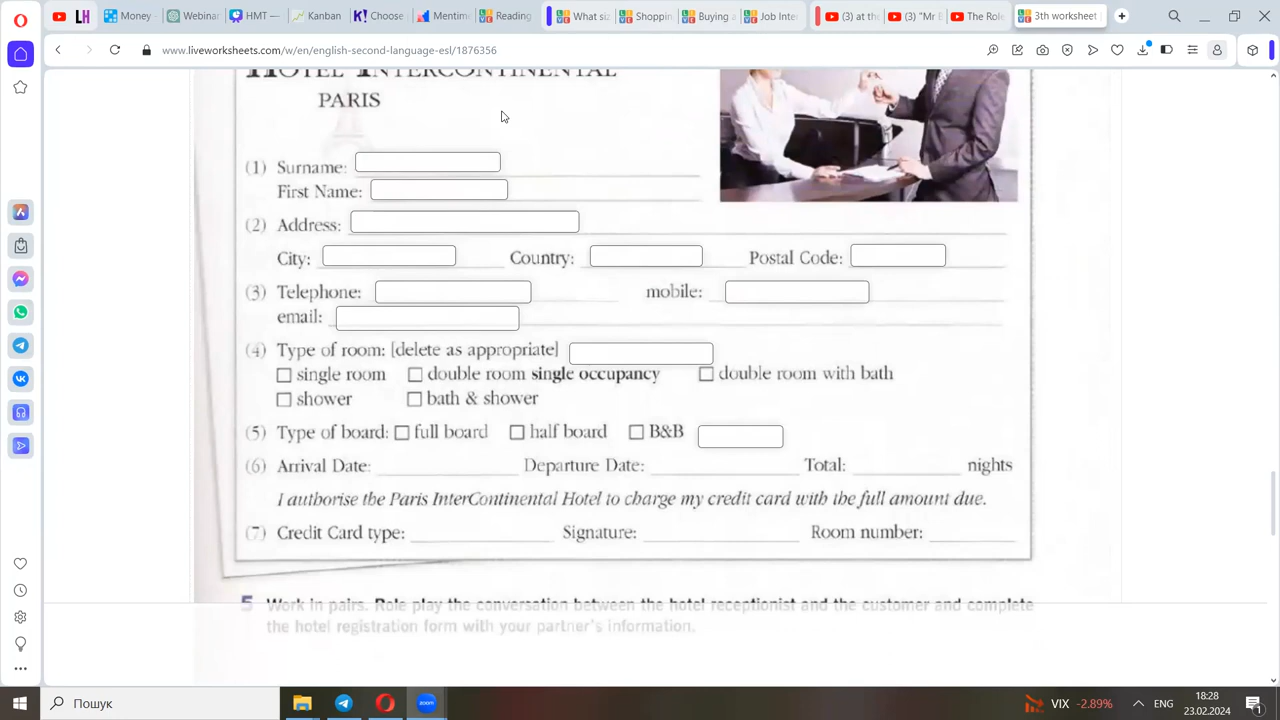 Money -
Webinar
HMT —
Kanban
Choose
Mentime
Reading
What siz
Shoppin
Buying a
Job Inter
(3) at the
(3) "Mr B
The Role
3th worksheet
www.liveworksheets.com/w/en/english-second-language-esl/1876356
HOTEL INTERCONTINENTAL
PARIS
(1) Surname:
First Name:
(2) Address:
City: Country: Postal Code:
(3) Telephone: mobile:
email:
(4) Type of room: [delete as appropriate]
single room double room single occupancy double room with bath
shower bath & shower
(5) Type of board: full board half board B&B
(6) Arrival Date: Departure Date: Total: nights
I authorise the Paris InterContinental Hotel to charge my credit card with the full amount due.
(7) Credit Card type: Signature: Room number:
5 Work in pairs. Role play the conversation between the hotel receptionist and the customer and complete
the hotel registration form with your partner's information.
Пошук
zoom
VIX -2.89%
ENG
18:28
23.02.2024
1